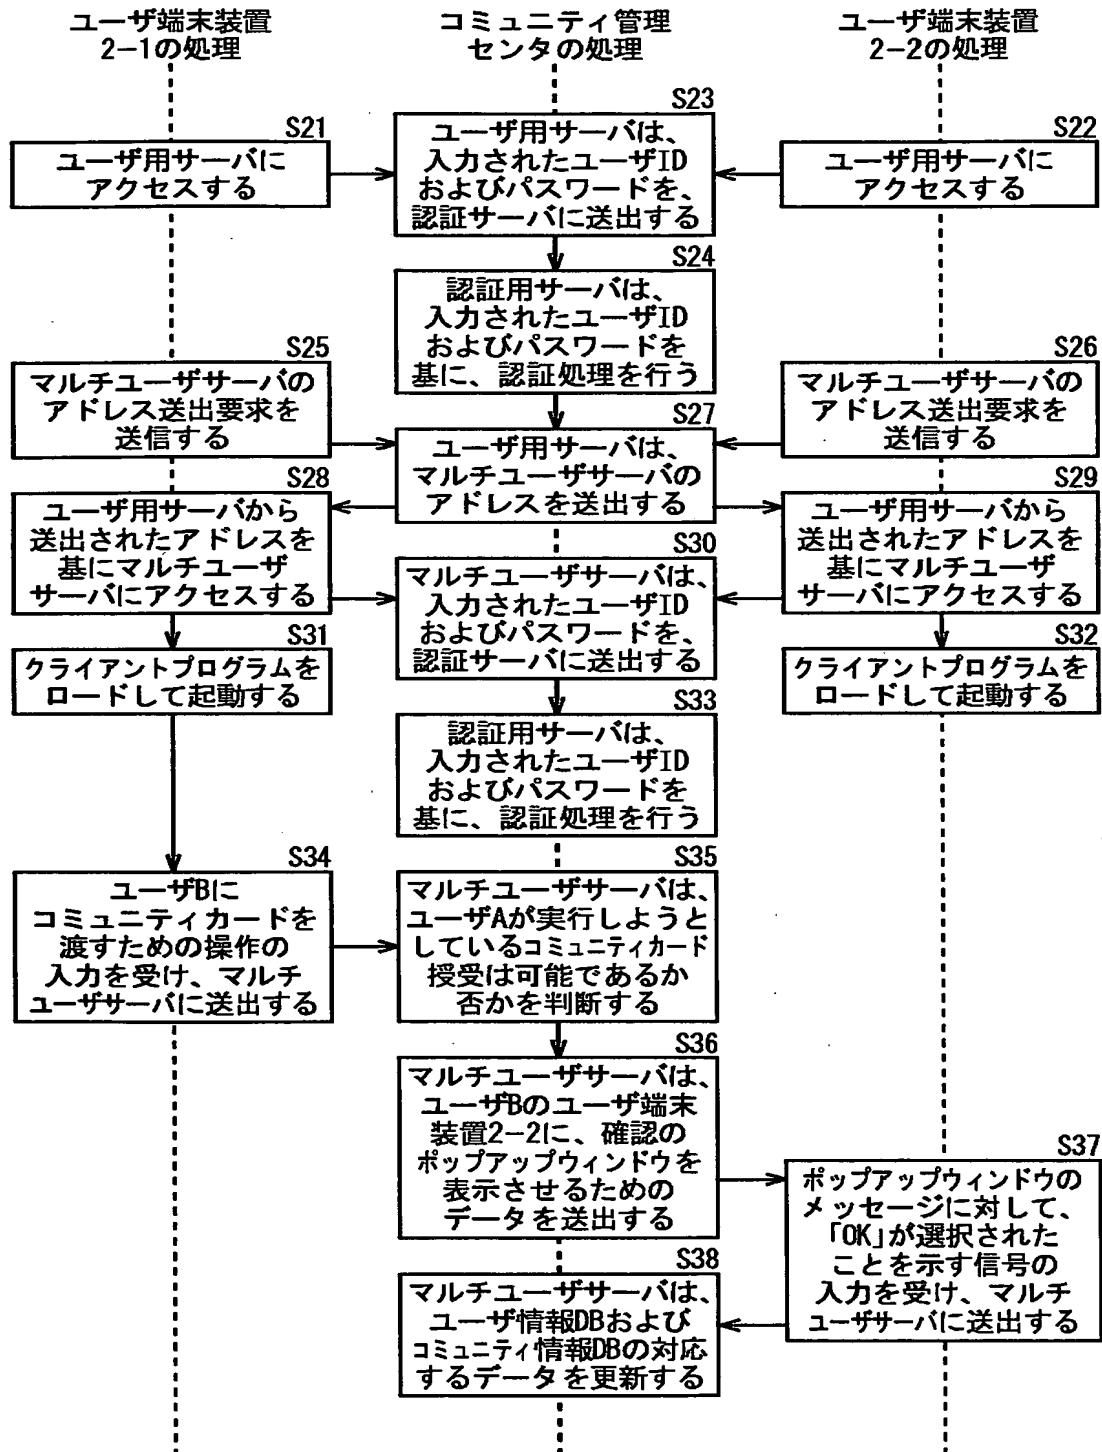 ユーザ端末装置
2-1の処理
コミュニティ管理
センタの処理
ユーザ端末装置
2-2の処理
S21
ユーザ用サーバに
アクセスする
S23
ユーザ用サーバは、
入力されたユーザID
およびパスワードを、
認証サーバに送出する
S22
ユーザ用サーバに
アクセスする
S24
認証用サーバは、
入力されたユーザID
およびパスワードを
基に、認証処理を行う
S25
マルチユーザサーバの
アドレス送出要求を
送信する
S26
マルチユーザサーバの
アドレス送出要求を
送信する
S27
ユーザ用サーバは、
マルチユーザサーバの
アドレスを送出する
S28
ユーザ用サーバから
送出されたアドレスを
基にマルチユーザ
サーバにアクセスする
S29
ユーザ用サーバから
送出されたアドレスを
基にマルチユーザ
サーバにアクセスする
S30
マルチユーザサーバは、
入力されたユーザID
およびパスワードを、
認証サーバに送出する
S31
クライアントプログラムを
ロードして起動する
S32
クライアントプログラムを
ロードして起動する
S33
認証用サーバは、
入力されたユーザID
およびパスワードを
基に、認証処理を行う
S34
ユーザBに
コミュニティカードを
渡すための操作の
入力を受け、マルチ
ユーザサーバに送出する
S35
マルチユーザサーバは、
ユーザAが実行しようと
しているコミュニティカード
授受は可能であるか
否かを判断する
S36
マルチユーザサーバは、
ユーザBのユーザ端末
装置2-2に、確認の
ポップアップウィンドウを
表示させるための
データを送出する
S37
ポップアップウィンドウの
メッセージに対して、
「OK」が選択された
ことを示す信号の
入力を受け、マルチ
ユーザサーバに送出する
S38
マルチユーザサーバは、
ユーザ情報DBおよび
コミュニティ情報DBの対応
するデータを更新する